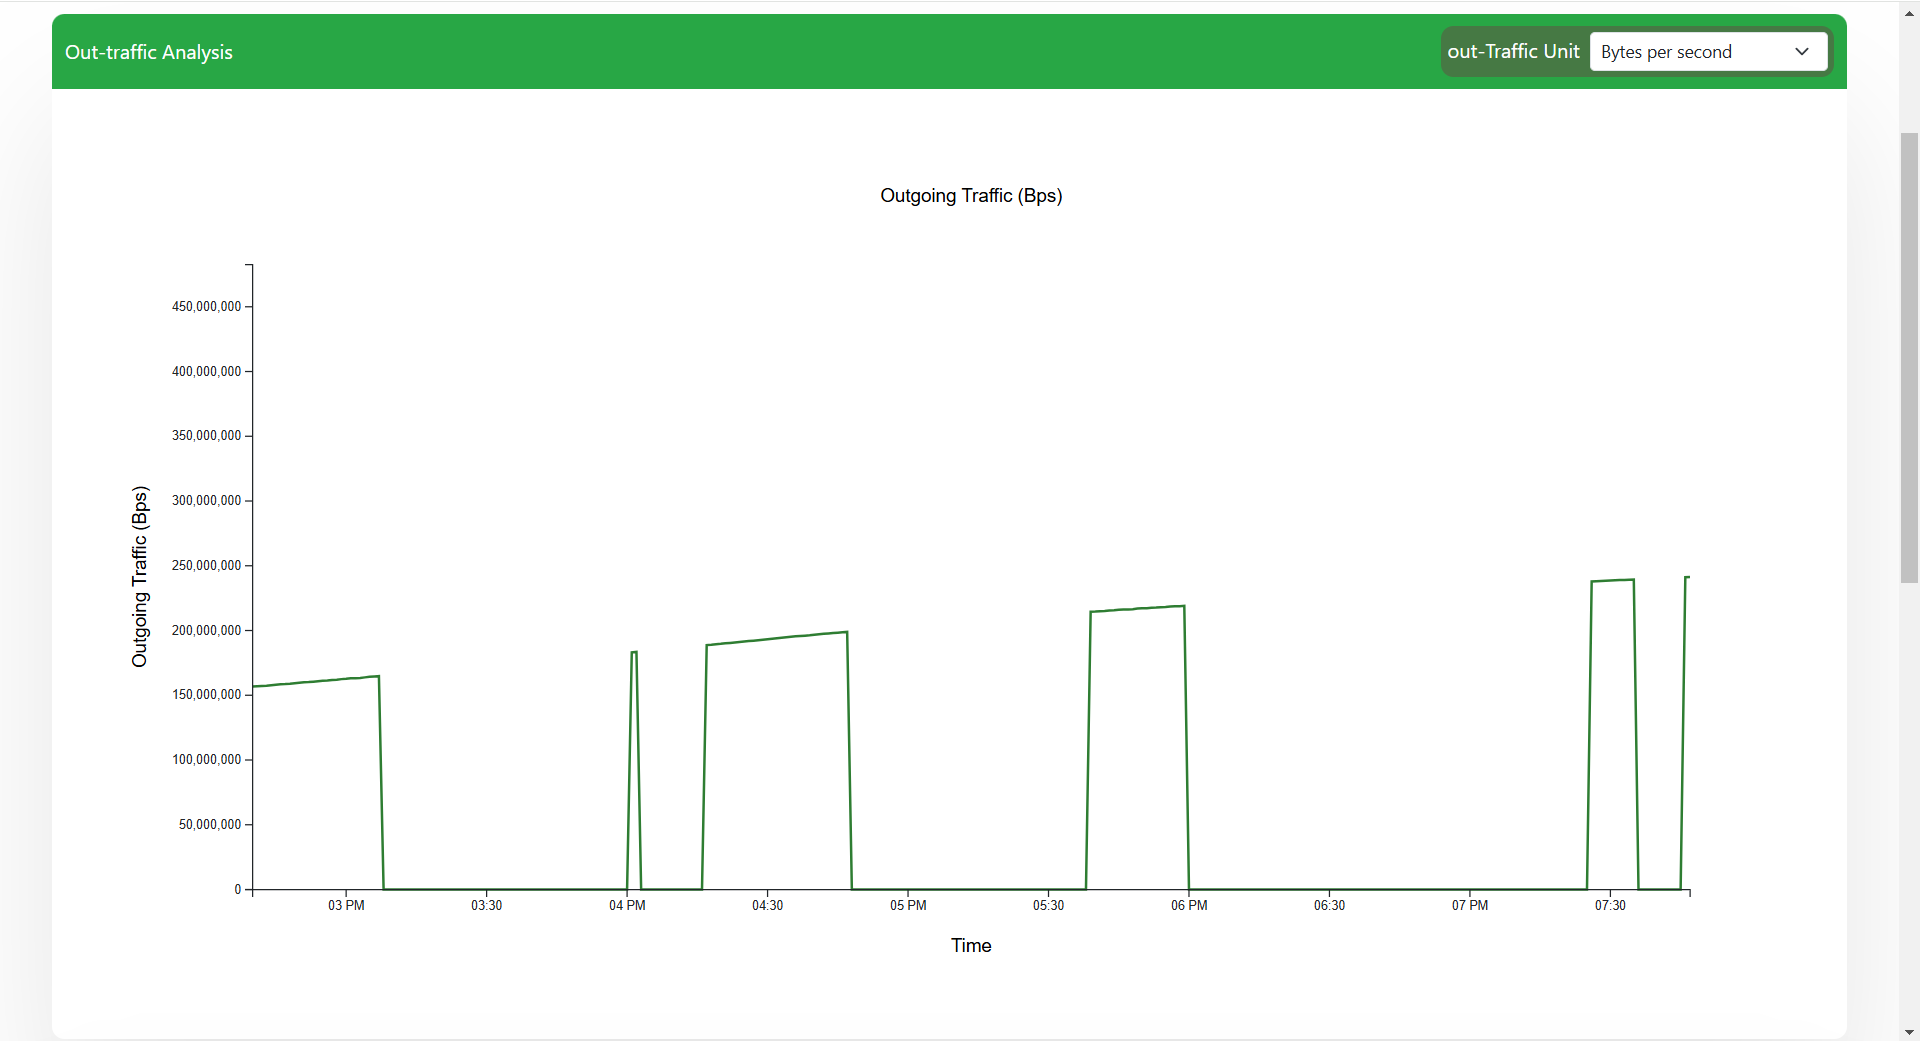 Out-traffic Analysis
out-Traffic Unit
Bytes per second
Outgoing Traffic (Bps)
Outgoing Traffic (Bps)
450,000,000
400,000,000
350,000,000
300,000,000
250,000,000
200,000,000
150,000,000
100,000,000
50,000,000
0
03 PM
03:30
04 PM
04:30
05 PM
05:30
06 PM
06:30
07 PM
07:30
Time